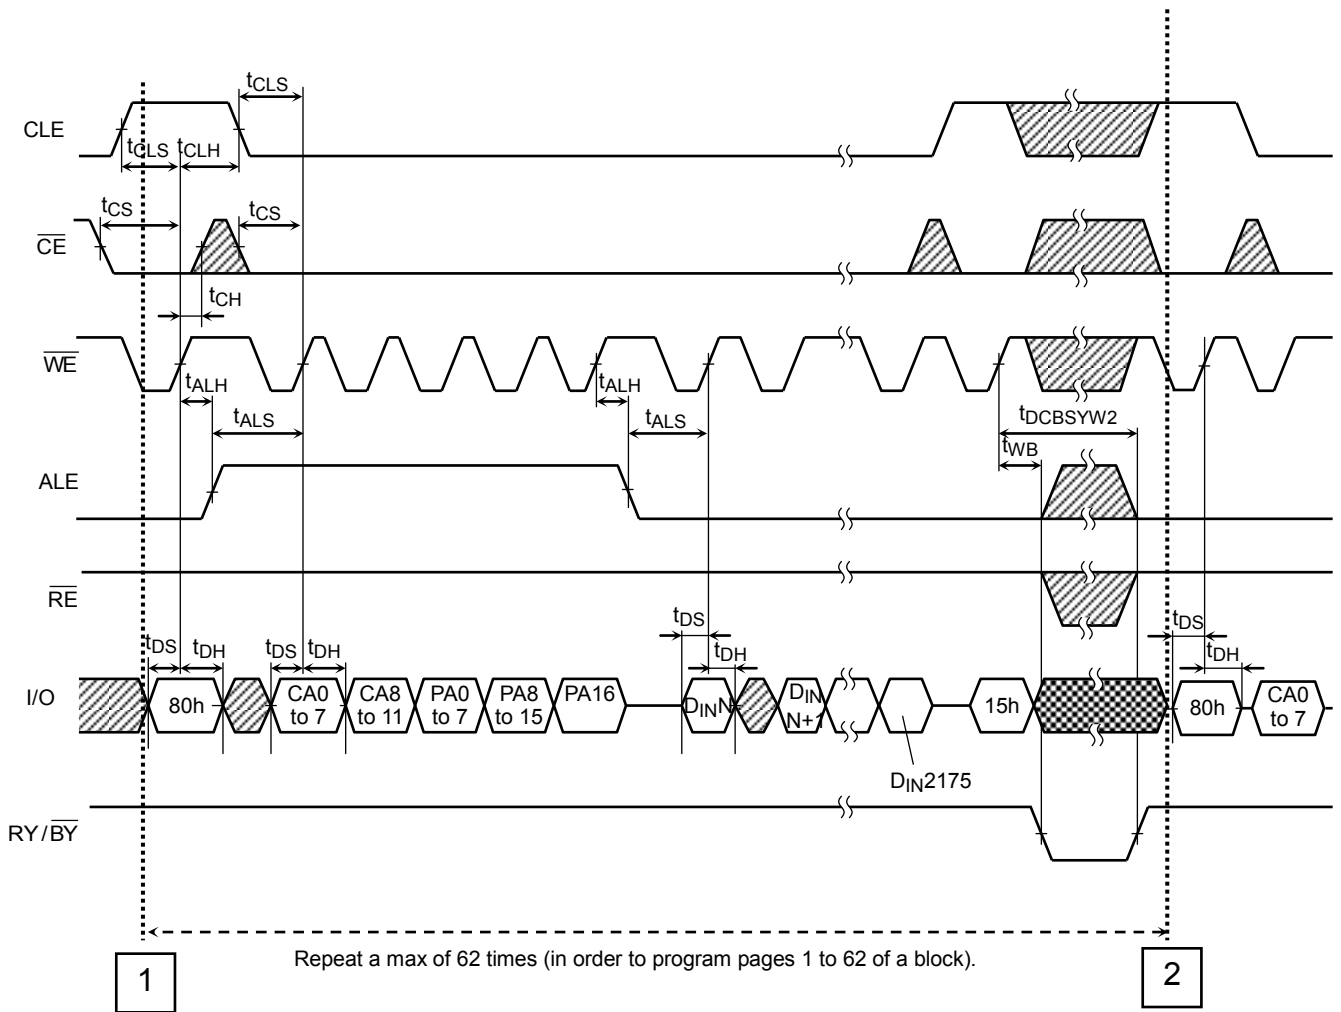 tCLS
CLE
tCLS
tCLH
tCS
tCS
CE
tCH
WE
tALH
tALH
tALS
tALS
tDCBSYW2
tWB
ALE
RE
tDS
tDH
tDS
tDH
tDS
tDH
tDS
tDH
I/O
80h
CA0
to 7
CA8
to 11
PA0
to 7
PA8
to 15
PA16
DINN
DIN
N+1
15h
80h
CA0
to 7
DIN2175
RY/BY
Repeat a max of 62 times (in order to program pages 1 to 62 of a block).
1
2